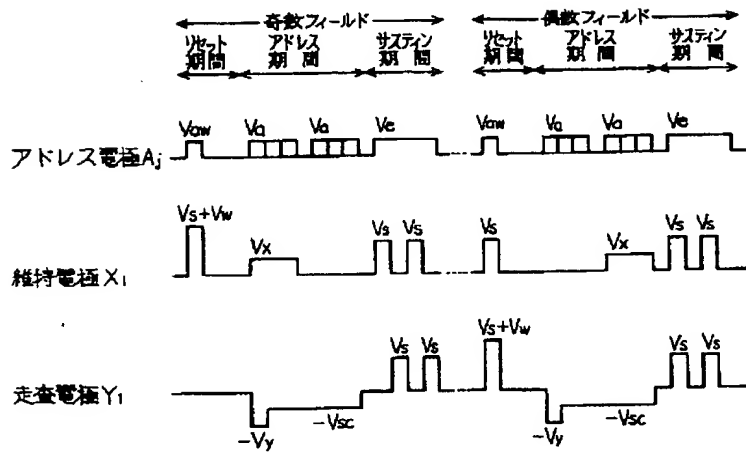 奇数フィールド 偶数フィールド
リセット アドレス サスティン リセット アドレス サスティン
期間 期間 期間 期間 期間 期間
Vaw Va Va Ve Vaw Va Va Ve
アドレス電極Aj
Vs+Vw Vx Vs Vs Vs Vx Vs Vs
維持電極X1
Vs Vs Vs+Vw Vs Vs
走査電極Y1
-Vy -Vsc -Vy -Vsc